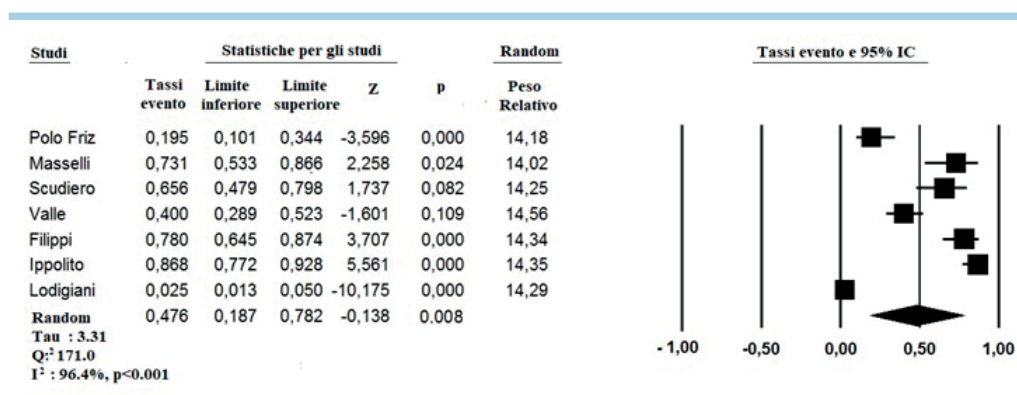 Studi Statistiche per gli studi Random Tassi evento e 95% IC
Tassi Limite Limite Z p Peso
evento inferiore superiore Relativo
Polo Friz 0,195 0,101 0,344 -3,596 0,000 14,18
Masselli 0,731 0,533 0,866 2,258 0,024 14,02
Scudiero 0,656 0,479 0,798 1,737 0,082 14,25
Valle 0,400 0,289 0,523 -1,601 0,109 14,56
Filippi 0,780 0,645 0,874 3,707 0,000 14,34
Ippolito 0,868 0,772 0,928 5,561 0,000 14,35
Lodigiani 0,025 0,013 0,050 -10,175 0,000 14,29
Random 0,476 0,187 0,782 -0,138 0.008
Tau : 3.31
Q:² 171.0
I² : 96.4%, p<0.001
- 1,00 -0,50 0,00 0,50 1,00